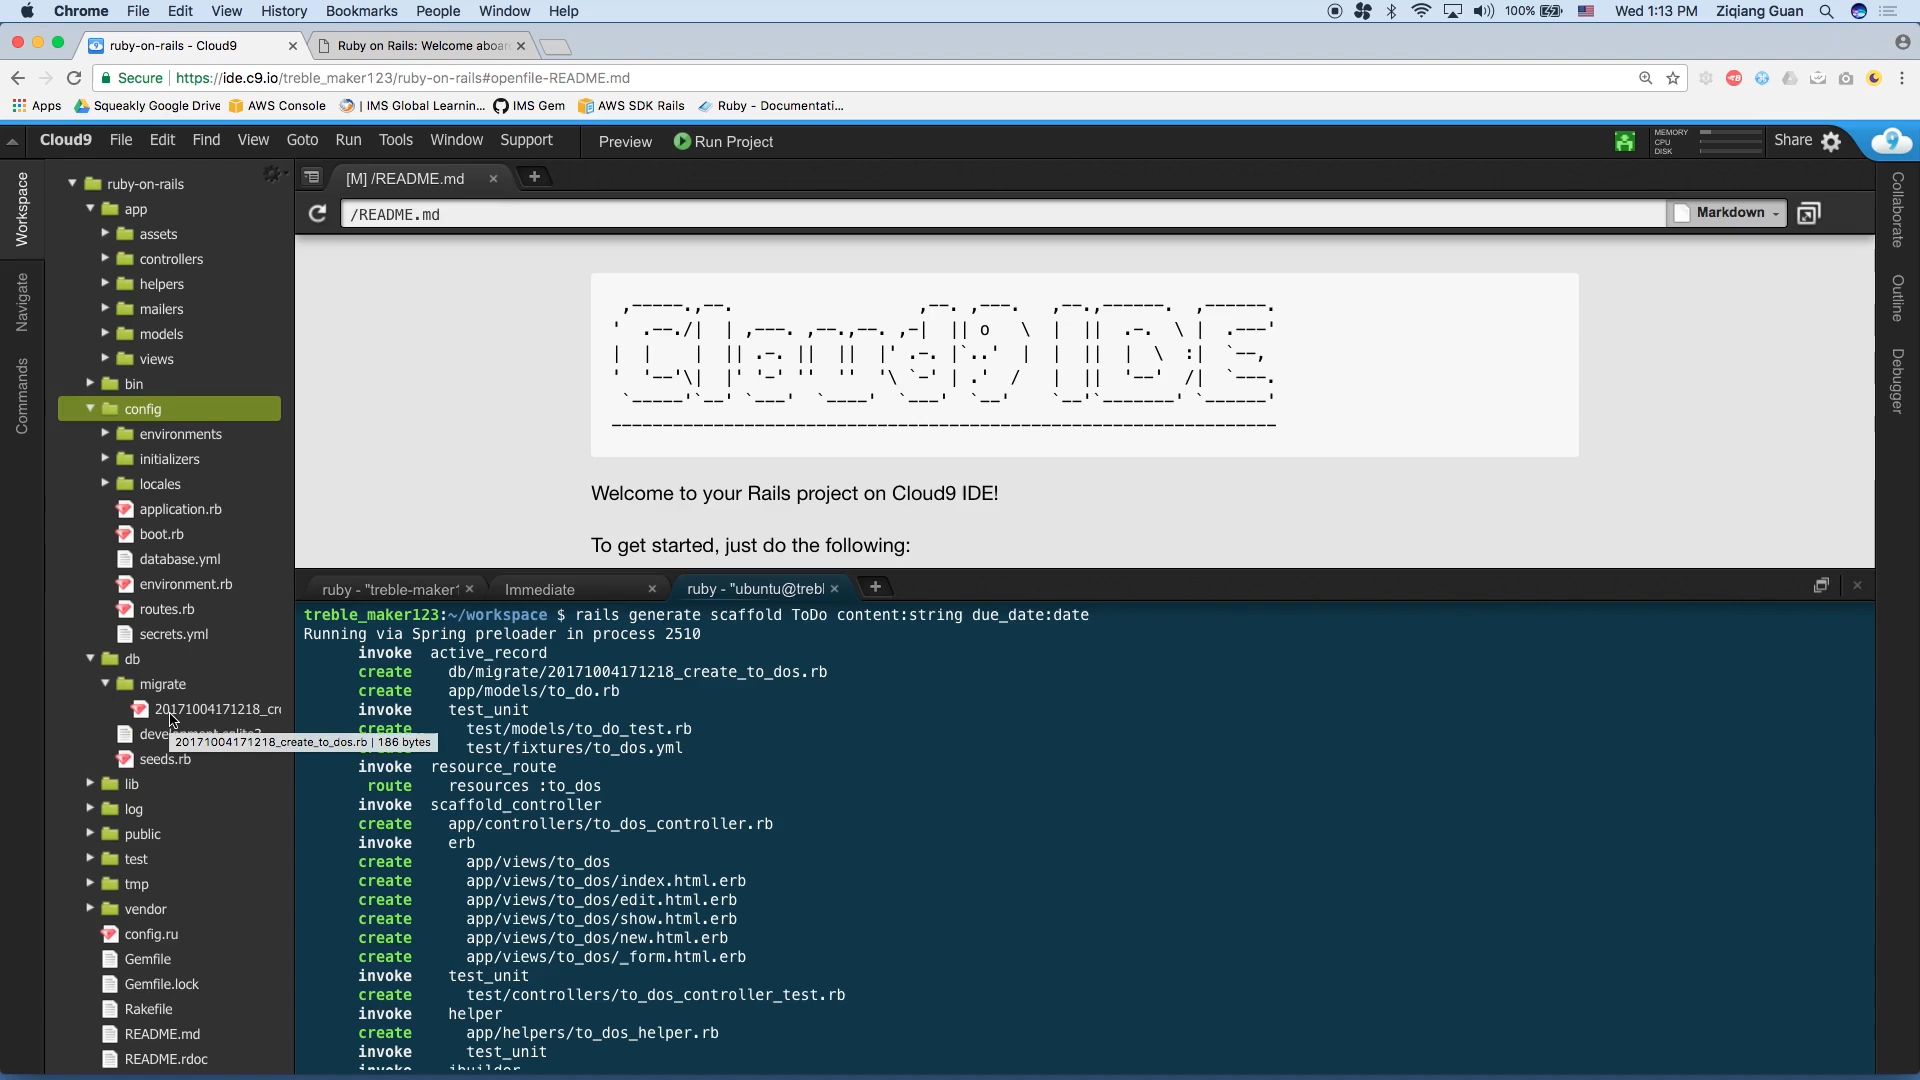 Chrome File Edit View History Bookmarks People Window Help 100% Wed 1:13 PM Ziqiang Guan
ruby-on-rails - Cloud9 Ruby on Rails: Welcome aboar
Secure https://ide.c9.io/treble_maker123/ruby-on-rails#openfile-README.md
Apps Squeakly Google Drive AWS Console | IMS Global Learnin... IMS Gem AWS SDK Rails Ruby - Documentati...
Cloud9 File Edit Find View Goto Run Tools Window Support Preview Run Project MEMORY CPU DISK Share
Workspace
Navigate
Commands
ruby-on-rails
app
assets
controllers
helpers
mailers
models
views
bin
config
environments
initializers
locales
application.rb
boot.rb
database.yml
environment.rb
routes.rb
secrets.yml
db
migrate
20171004171218_cre
20171004171218_create_to_dos.rb | 186 bytes
seeds.rb
lib
log
public
test
tmp
vendor
config.ru
Gemfile
Gemfile.lock
Rakefile
README.md
README.rdoc
[M] /README.md
/README.md Markdown
Cloud9 IDE
Welcome to your Rails project on Cloud9 IDE!
To get started, just do the following:
ruby - "treble-maker1 Immediate ruby - "ubuntu@trebl
treble_maker123:~/workspace $ rails generate scaffold ToDo content:string due_date:date
Running via Spring preloader in process 2510
invoke active_record
create db/migrate/20171004171218_create_to_dos.rb
create app/models/to_do.rb
invoke test_unit
create test/models/to_do_test.rb
test/fixtures/to_dos.yml
invoke resource_route
route resources :to_dos
invoke scaffold_controller
create app/controllers/to_dos_controller.rb
invoke erb
create app/views/to_dos
create app/views/to_dos/index.html.erb
create app/views/to_dos/edit.html.erb
create app/views/to_dos/show.html.erb
create app/views/to_dos/new.html.erb
create app/views/to_dos/_form.html.erb
invoke test_unit
create test/controllers/to_dos_controller_test.rb
invoke helper
create app/helpers/to_dos_helper.rb
invoke test_unit
Collaborate
Outline
Debugger